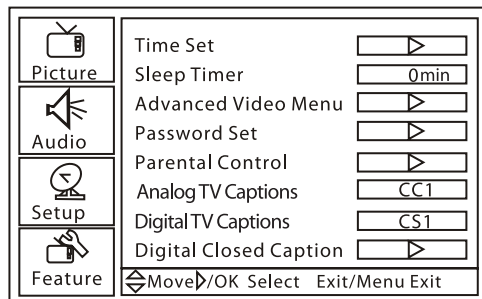 Picture
Audio
Setup
Feature
Time Set
Sleep Timer 0min
Advanced Video Menu
Password Set
Parental Control
Analog TV Captions CC1
Digital TV Captions CS1
Digital Closed Caption
Move /OK Select Exit/Menu Exit